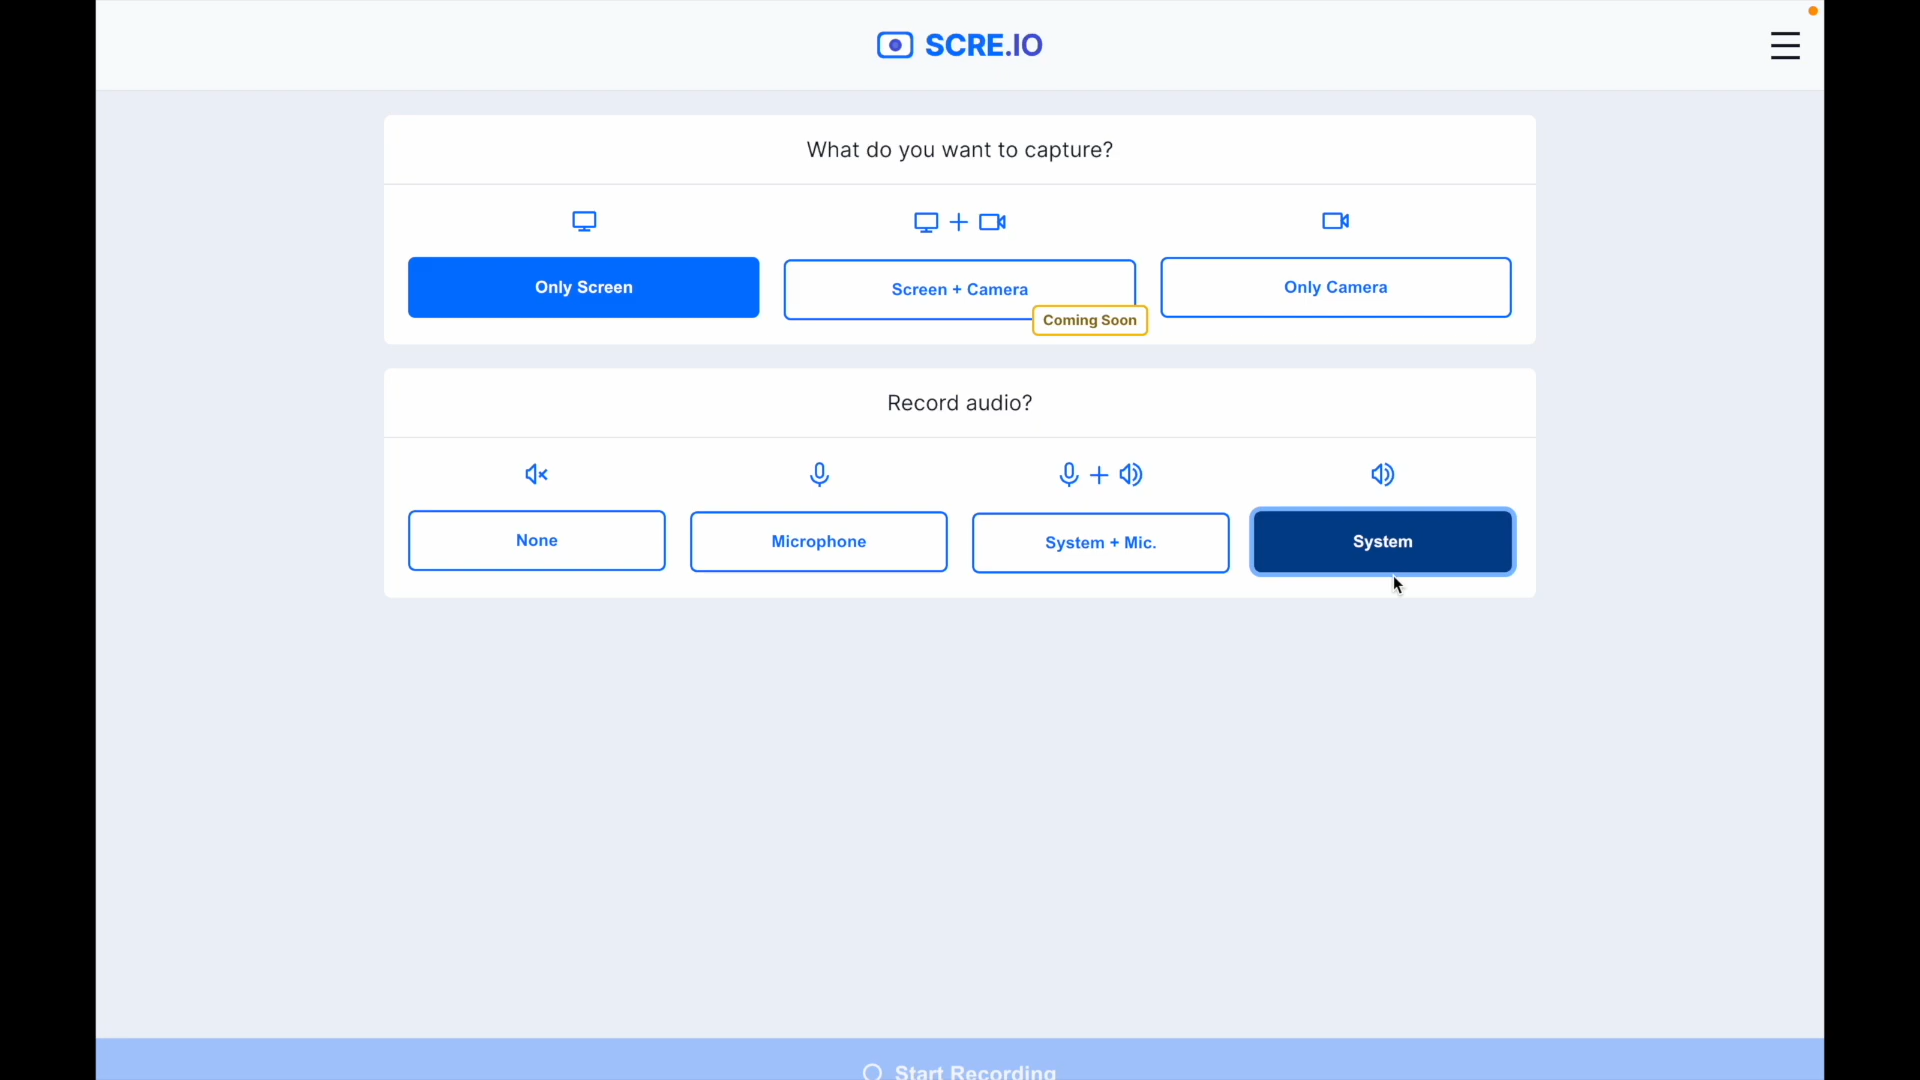 SCRE.IO
What do you want to capture?
Only Screen
Screen + Camera
Only Camera
Coming Soon
Record audio?
None
Microphone
System + Mic.
System
Start Recording